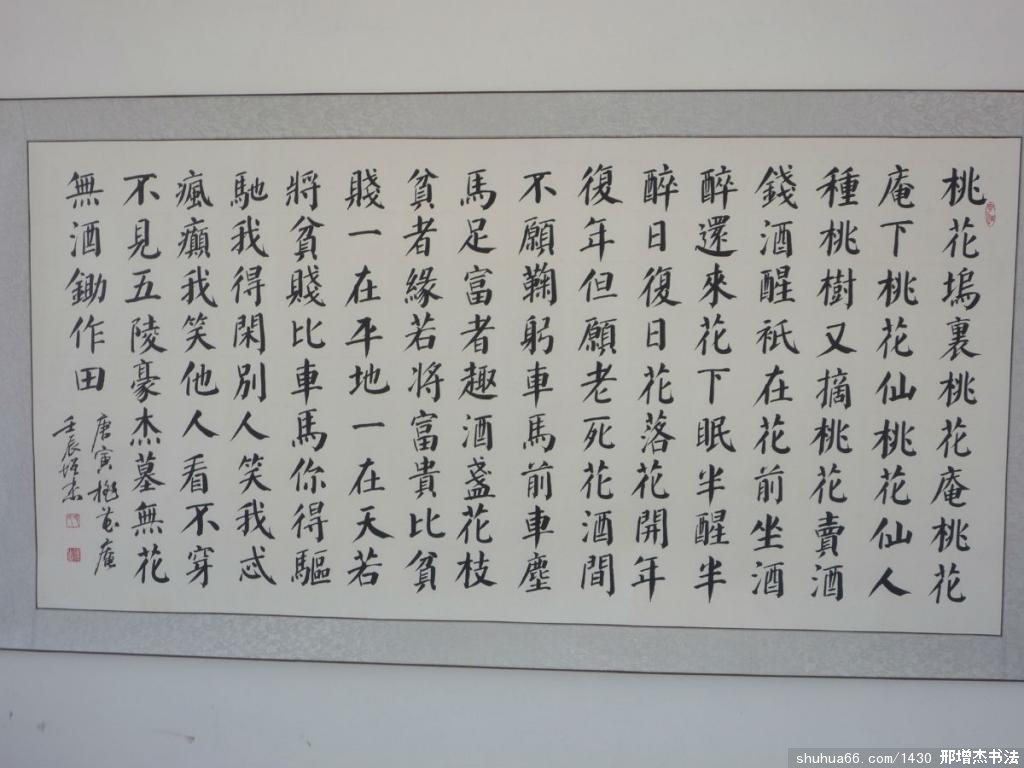 桃花塢裏桃花庵桃花
庵下桃花仙桃花仙人
種桃樹又摘桃花賣酒
錢酒醒祇在花前坐酒
醉還來花下眠半醒半
醉日復日花落花開年
復年但願老死花酒間
不願鞠躬車馬前車塵
馬足富者趣酒盞花枝
貧者緣若將富貴比貧
賤一在平地一在天若
將貧賤比車馬你得驅
馳我得閑別人笑我忒
瘋癲我笑他人看不穿
不見五陵豪杰墓無花
無酒鋤作田
唐寅桃花庵
壬辰增杰
shuhua66.com/1430 邢增杰书法